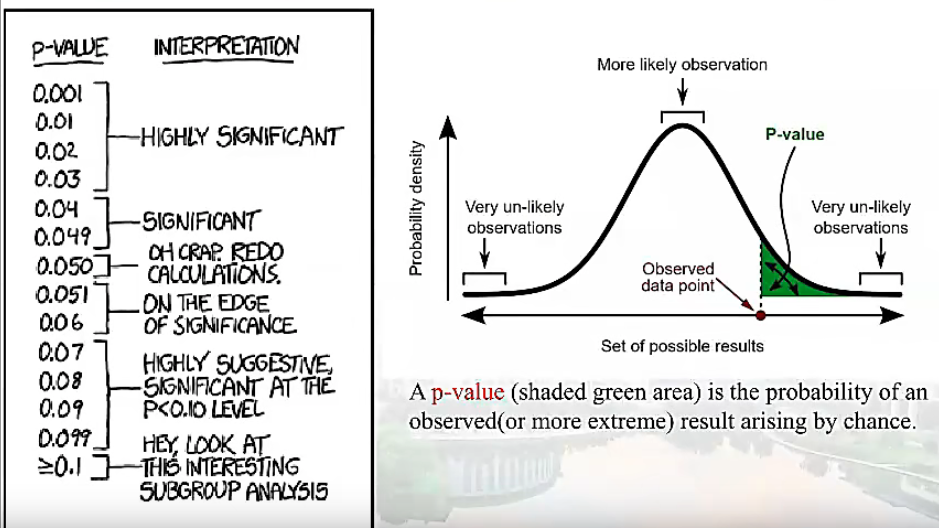 P-VALUE INTERPRETATION
0.001
0.01
0.02
0.03
HIGHLY SIGNIFICANT
0.04
0.049
SIGNIFICANT
0.050
OH CRAP. REDO
CALCULATIONS.
0.051
0.06
ON THE EDGE
OF SIGNIFICANCE
0.07
0.08
0.09
0.099
HIGHLY SUGGESTIVE,
SIGNIFICANT AT THE
P<0.10 LEVEL
≥0.1
HEY, LOOK AT
THIS INTERESTING
SUBGROUP ANALYSIS
More likely observation
P-value
Probability density
Very un-likely
observations
Very un-likely
observations
Observed
data point
Set of possible results
A p-value (shaded green area) is the probability of an
observed(or more extreme) result arising by chance.